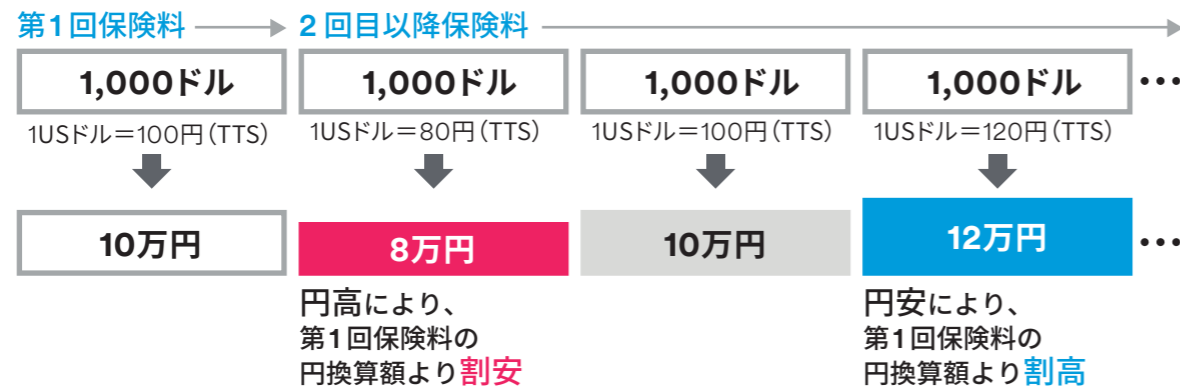 第1回保険料
2回目以降保険料
1,000ドル
1,000ドル
1,000ドル
1,000ドル
…
1USドル=100円(TTS)
1USドル=80円(TTS)
1USドル=100円(TTS)
1USドル=120円(TTS)
10万円
8万円
10万円
12万円
…
円高により、
第1回保険料の
円換算額より割安
円安により、
第1回保険料の
円換算額より割高